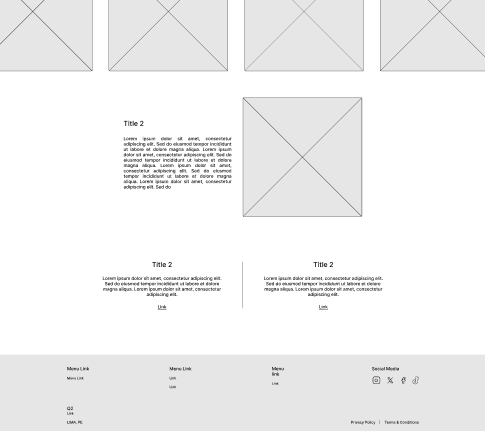 Title 2
Lorem ipsum dolor sit amet, consectetur
adipiscing elit. Sed do eiusmod tempor incididunt
ut labore et dolore magna aliqua. Lorem ipsum
dolor sit amet, consectetur adipiscing elit. Sed do
eiusmod tempor incididunt ut labore et dolore
magna aliqua. Lorem ipsum dolor sit amet,
consectetur adipiscing elit. Sed do eiusmod
tempor incididunt ut labore et dolore magna
aliqua. Lorem ipsum dolor sit amet, consectetur
adipiscing elit. Sed do
Title 2
Lorem ipsum dolor sit amet, consectetur adipiscing elit.
Sed do eiusmod tempor incididunt ut labore et dolore
magna aliqua. Lorem ipsum dolor sit amet, consectetur
adipiscing elit.
Link
Title 2
Lorem ipsum dolor sit amet, consectetur adipiscing elit.
Sed do eiusmod tempor incididunt ut labore et dolore
magna aliqua. Lorem ipsum dolor sit amet, consectetur
adipiscing elit.
Link
Menu Link
Menu Link
Menu Link
Link
Link
Menu
link
Link
Social Media
Q2
Link
LIMA, PE
Privacy Policy | Terms & Conditions